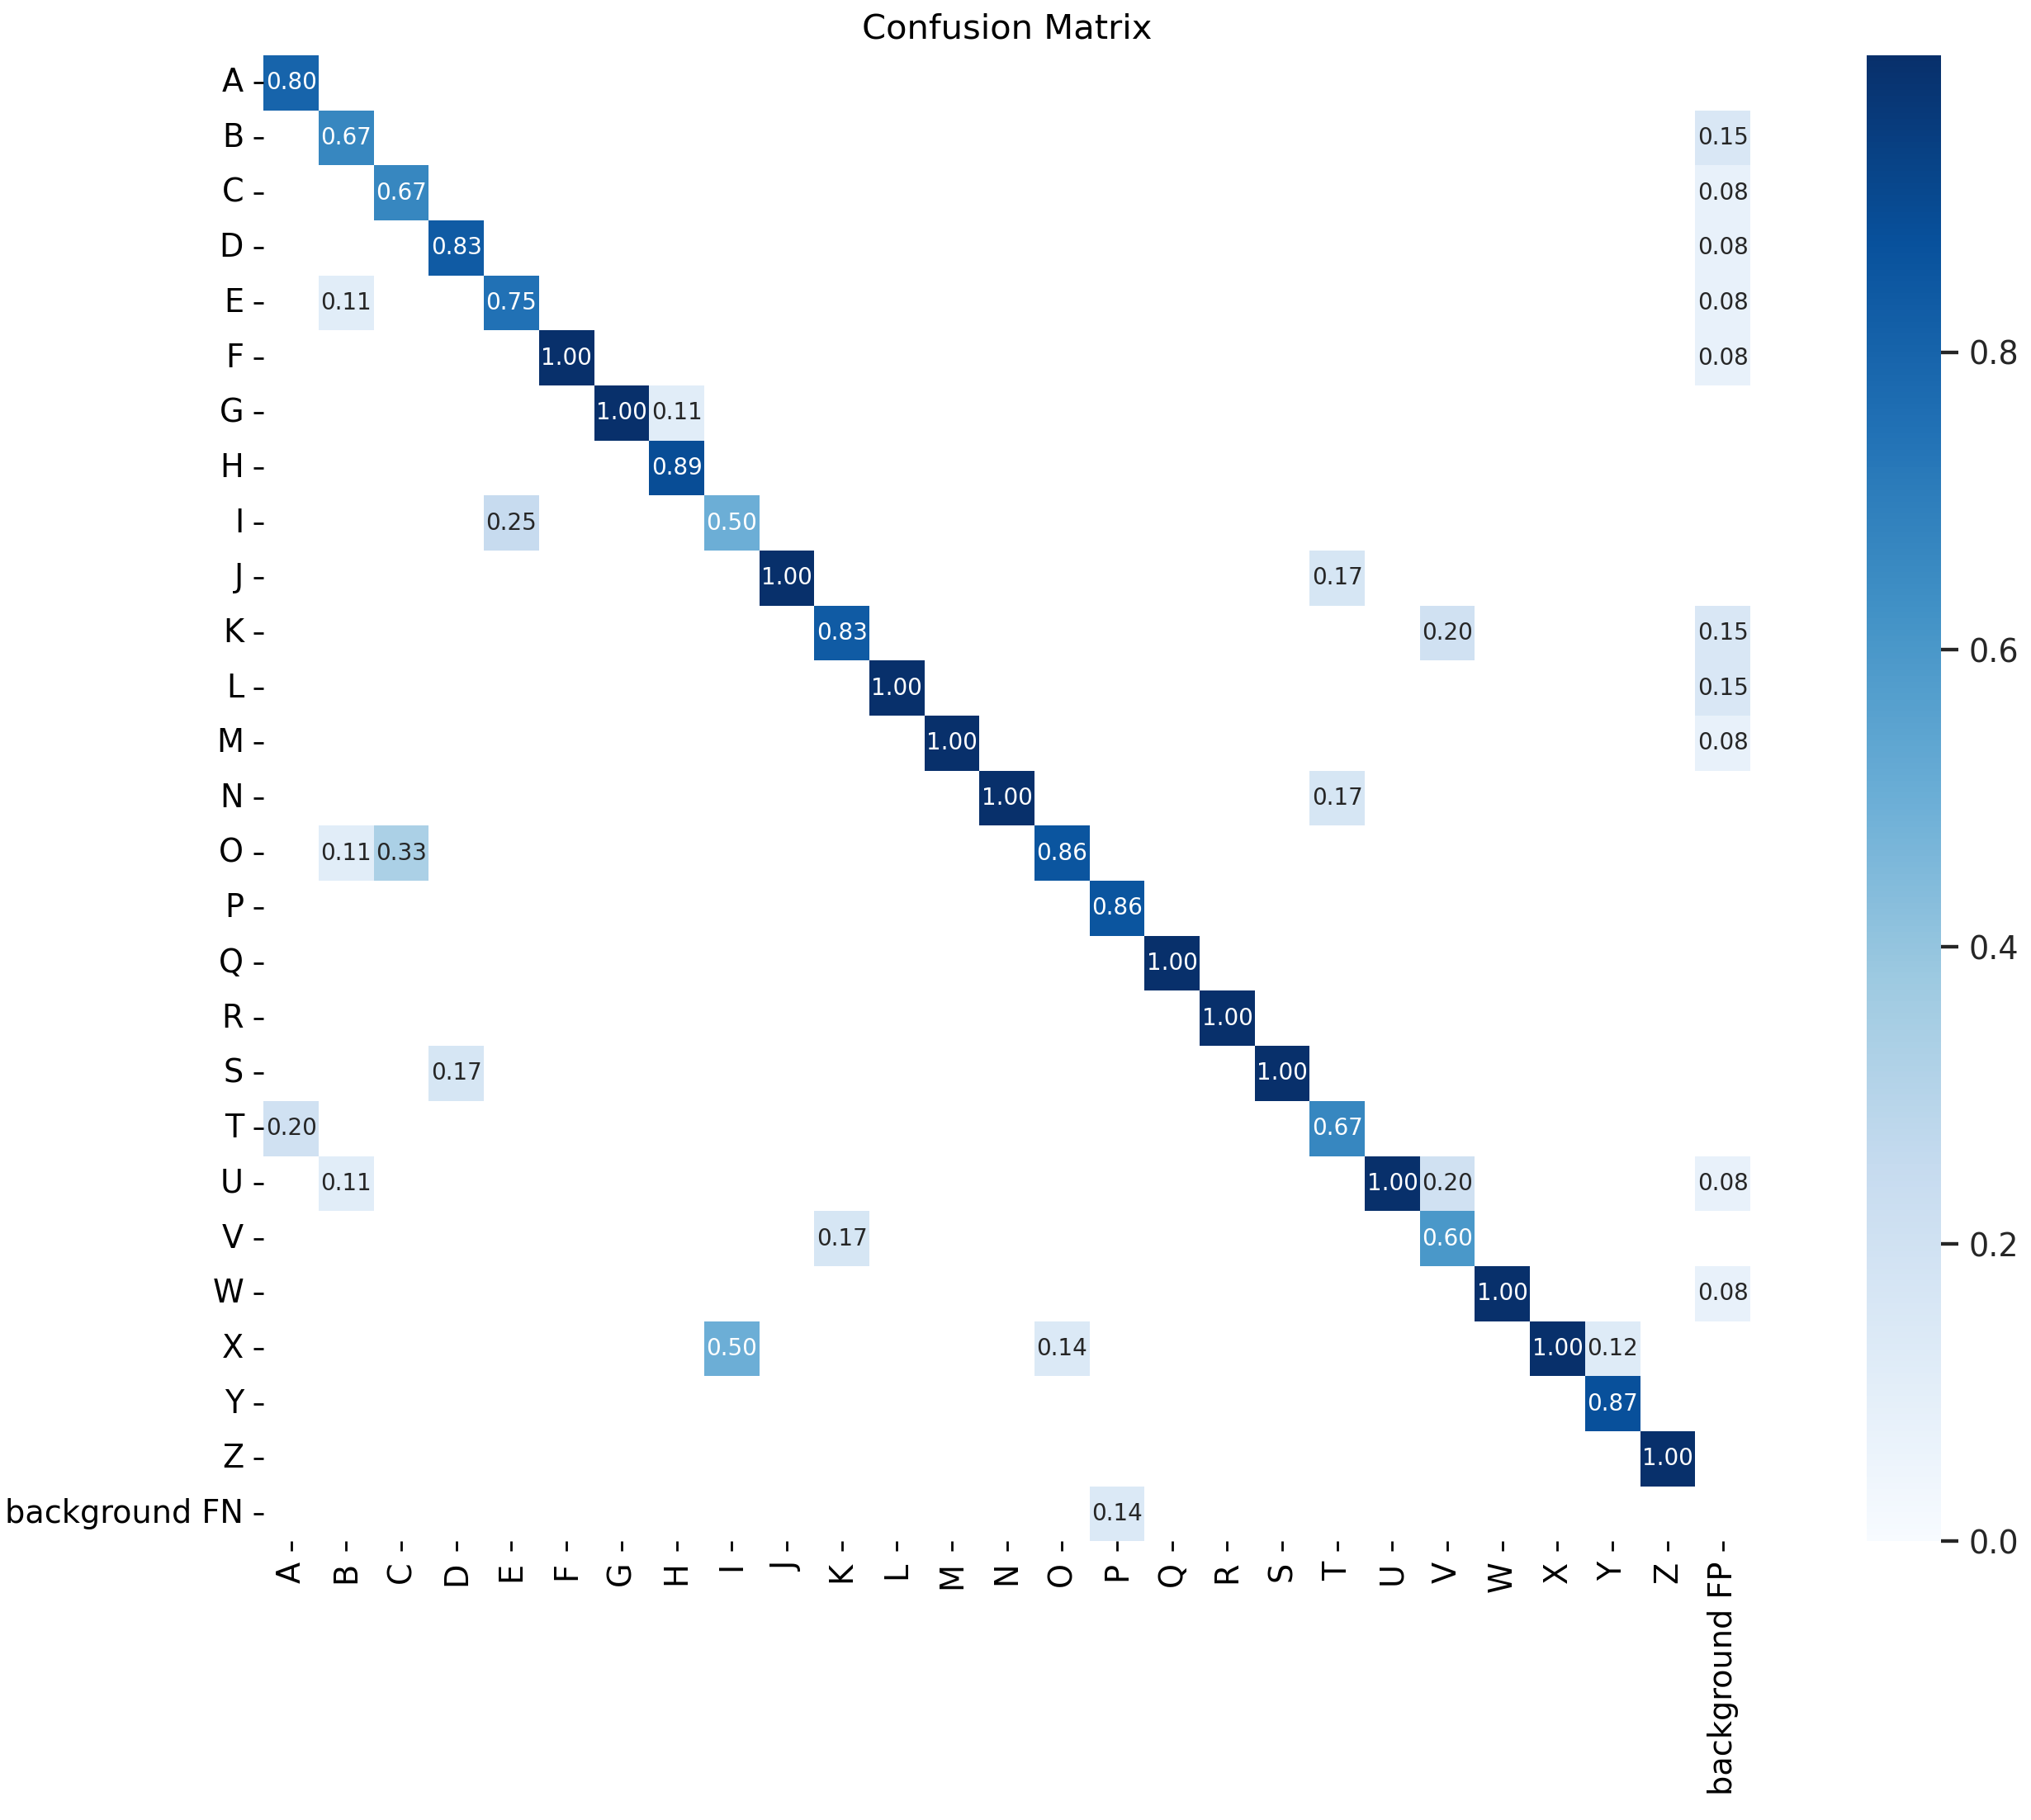 Confusion Matrix
A 0.80
B 0.67 0.15
C 0.67 0.08
D 0.83 0.08
E 0.11 0.75 0.08
F 1.00 0.08
G 1.00 0.11
H 0.89
I 0.25 0.50
J 1.00 0.17
K 0.83 0.20 0.15
L 1.00 0.15
M 1.00 0.08
N 1.00 0.17
O 0.11 0.33 0.86
P 0.86
Q 1.00
R 1.00
S 0.17 1.00
T 0.20 0.67
U 0.11 1.00 0.20 0.08
V 0.17 0.60
W 1.00 0.08
X 0.50 0.14 1.00 0.12
Y 0.87
Z 1.00
background FN 0.14
A B C D E F G H I J K L M N O P Q R S T U V W X Y Z background FP
0.8
0.6
0.4
0.2
0.0